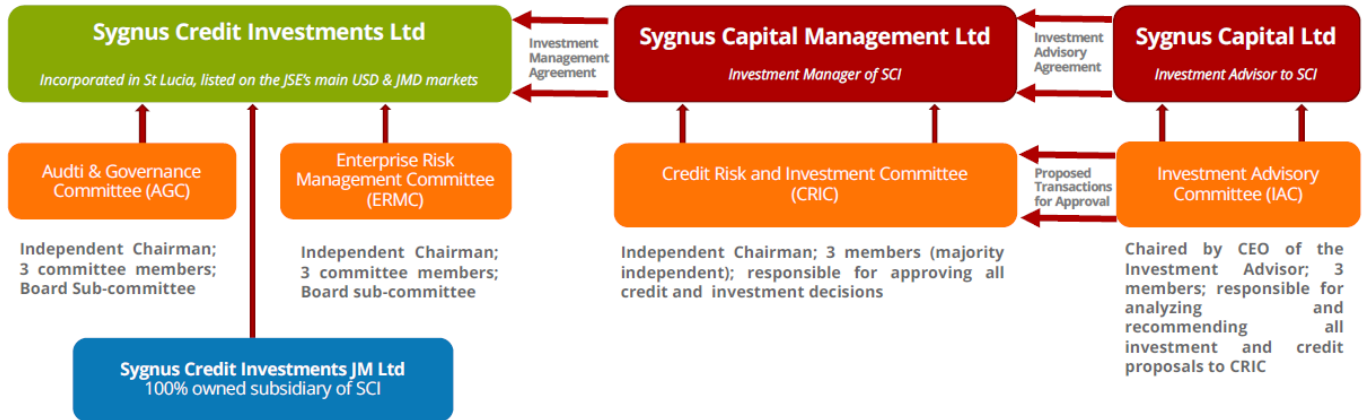 Sygnus Credit Investments Ltd
Incorporated in St Lucia, listed on the JSE's main USD & JMD markets
Investment
Management
Agreement
Sygnus Capital Management Ltd
Investment Manager of SCI
Investment
Advisory
Agreement
Sygnus Capital Ltd
Investment Advisor to SCI
Audti & Governance
Committee (AGC)
Enterprise Risk
Management Committee
(ERMC)
Credit Risk and Investment Committee
(CRIC)
Proposed
Transactions
for Approval
Investment Advisory
Committee (IAC)
Independent Chairman;
3 committee members;
Board Sub-committee
Independent Chairman;
3 committee members;
Board sub-committee
Independent Chairman; 3 members (majority
independent); responsible for approving all
credit and investment decisions
Chaired by CEO of the
Investment Advisor; 3
members; responsible for
analyzing and
recommending all
investment and credit
proposals to CRIC
Sygnus Credit Investments JM Ltd
100% owned subsidiary of SCI